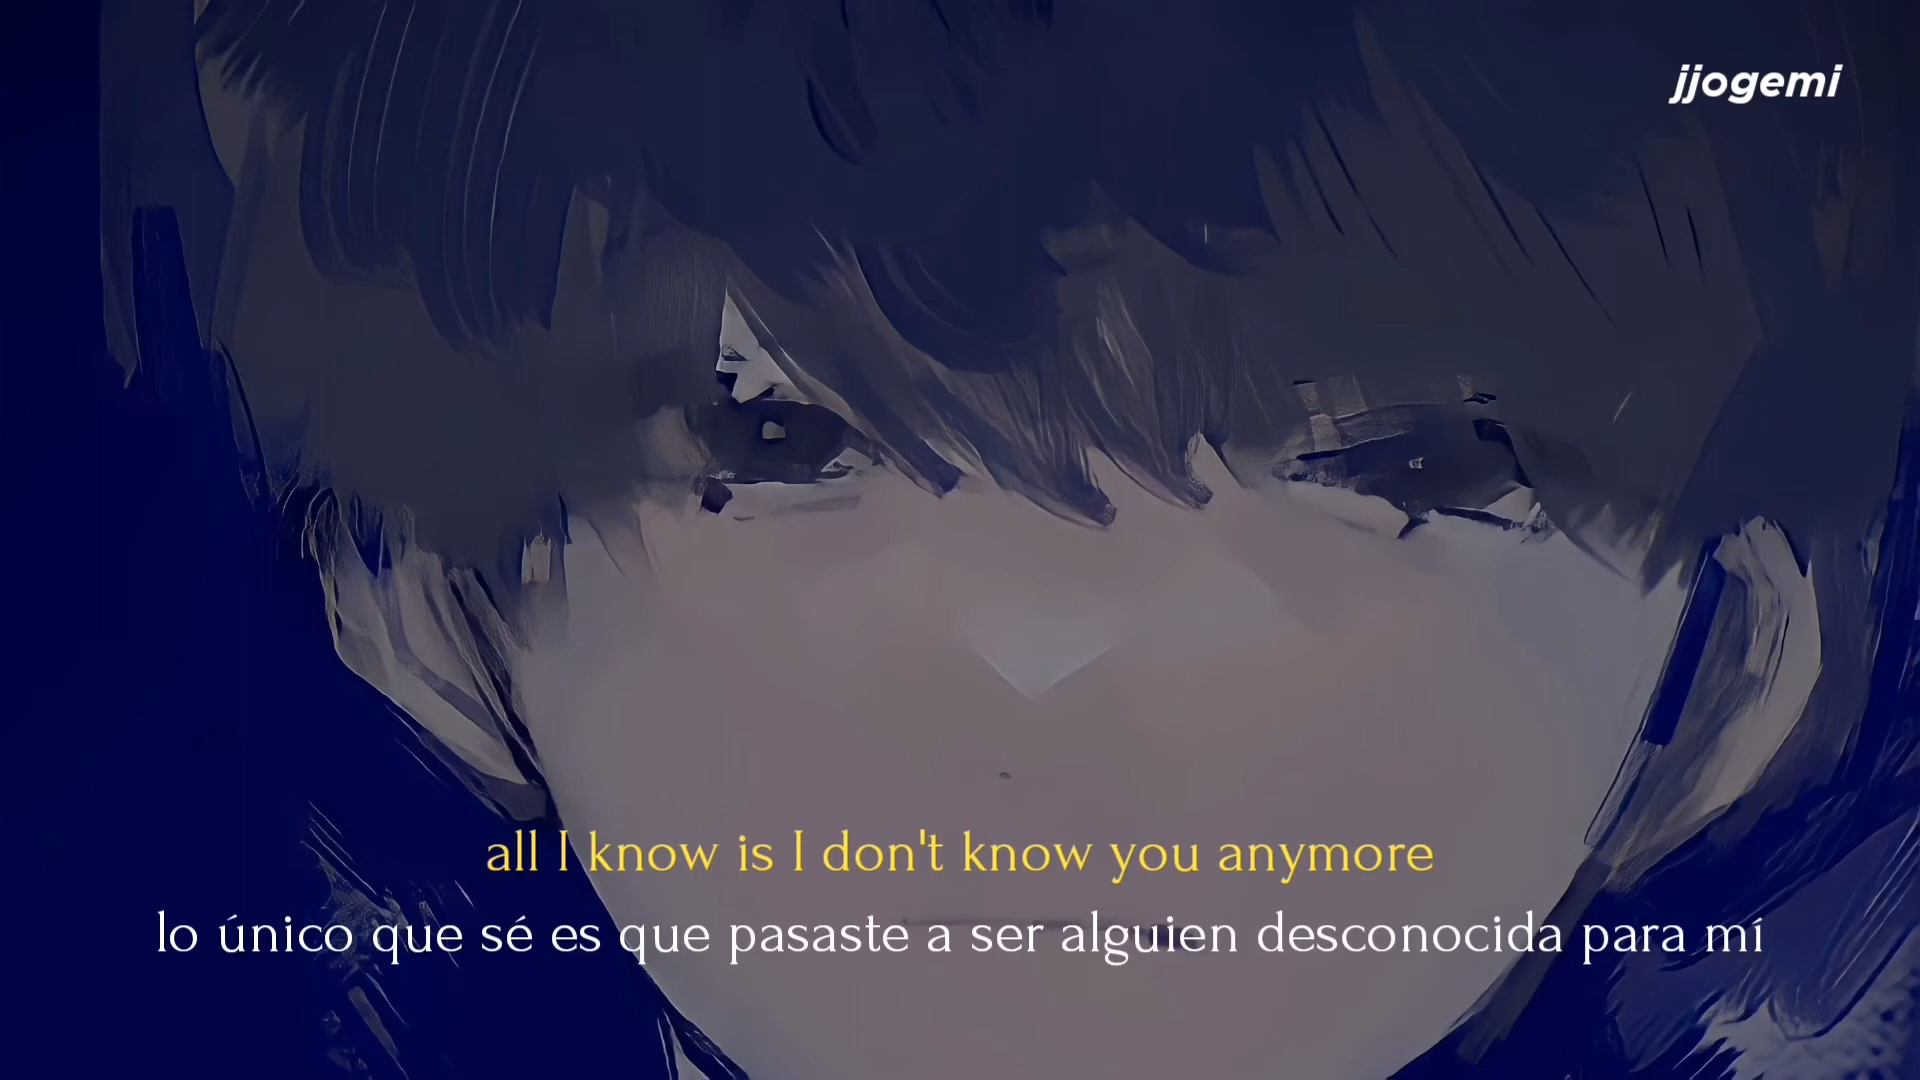 jjogemi
all I know is I don't know you anymore
lo único que sé es que pasaste a ser alguien desconocida para mí